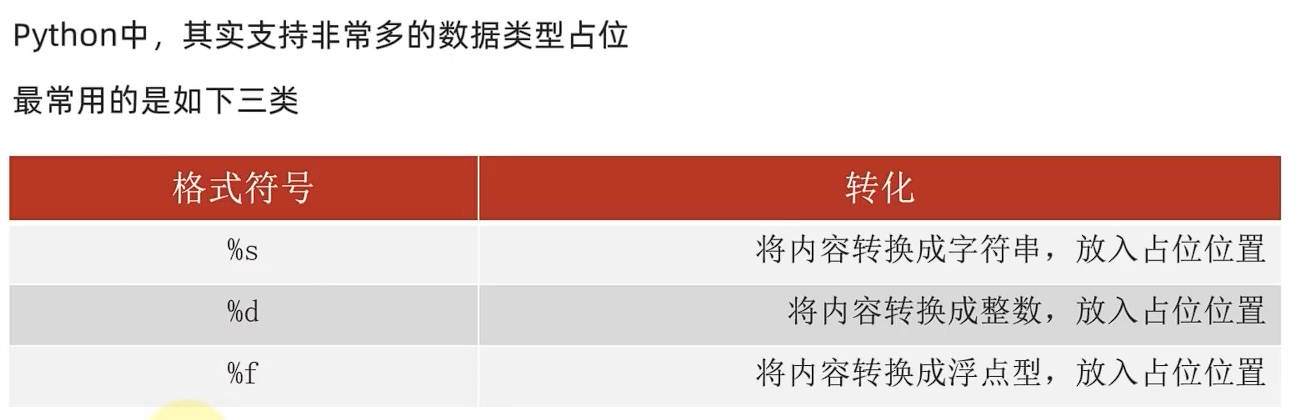 Python中，其实支持非常多的数据类型占位
最常用的是如下三类
格式符号 转化
%s 将内容转换成字符串，放入占位位置
%d 将内容转换成整数，放入占位位置
%f 将内容转换成浮点型，放入占位位置